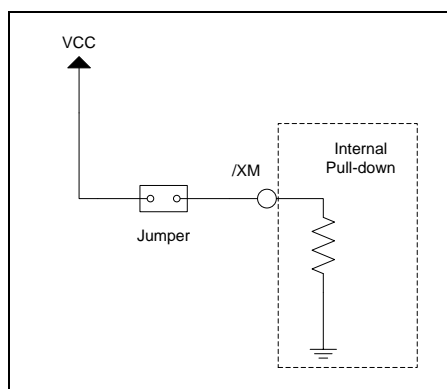 VCC
Internal
Pull-down
/XM
Jumper